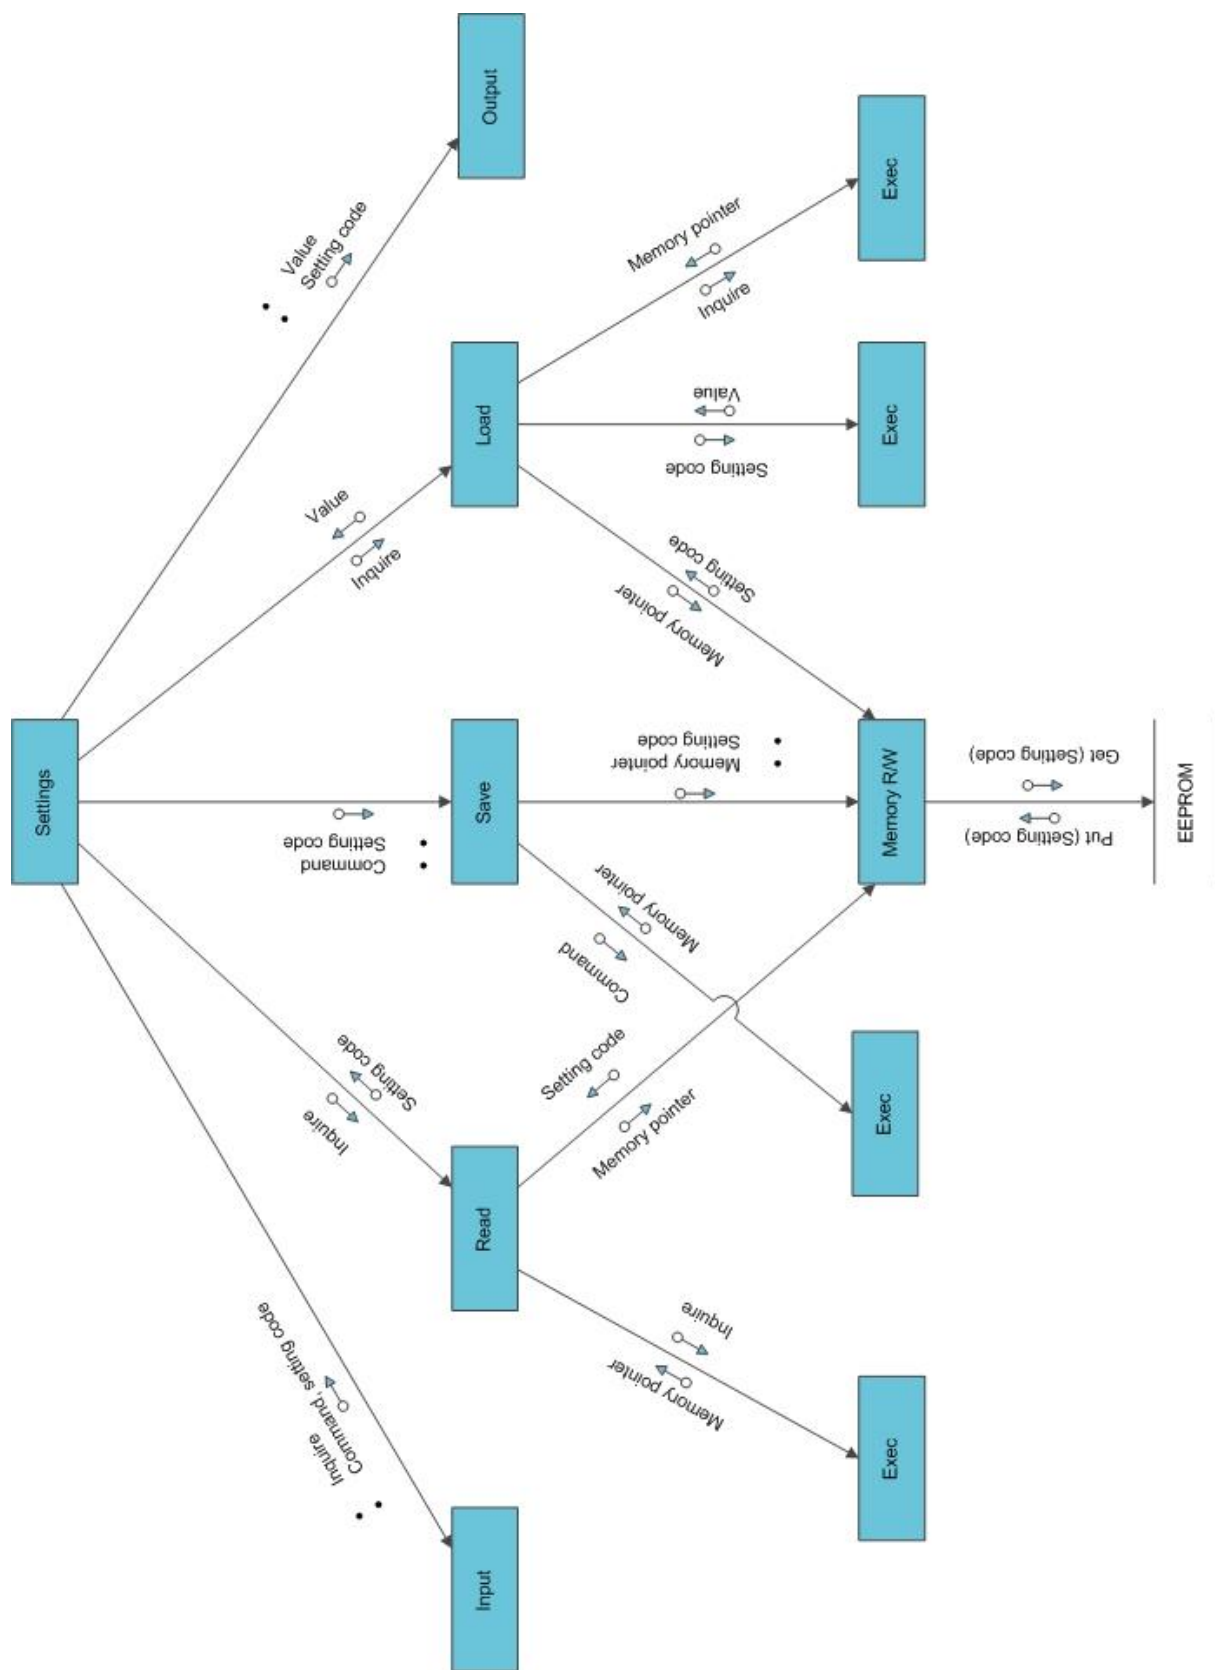 Settings
Output
Value
Setting code
Value
Inquire
Command
Setting code
Setting code
Inquire
Inquire
Command, setting code
Input
Read
Save
Load
Memory pointer
Inquire
Value
Setting code
Setting code
Memory pointer
Memory pointer
Setting code
Memory pointer
Command
Setting code
Memory pointer
Inquire
Memory pointer
Exec
Exec
Memory R/W
Exec
Exec
Get (Setting code)
Put (Setting code)
EEPROM